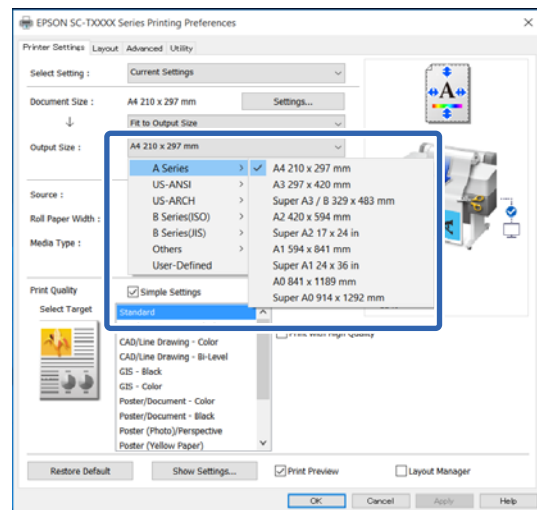 EPSON SC-TXXXX Series Printing Preferences
Printer Settings Layout Advanced Utility
Select Setting : Current Settings
Document Size : A4 210 x 297 mm Settings...
Fit to Output Size
Output Size : A4 210 x 297 mm
A Series
US-ANSI
US-ARCH
B Series(ISO)
B Series(JIS)
Others
User-Defined
A4 210 x 297 mm
A3 297 x 420 mm
Super A3 / B 329 x 483 mm
A2 420 x 594 mm
Super A2 17 x 24 in
A1 594 x 841 mm
Super A1 24 x 36 in
A0 841 x 1189 mm
Super A0 914 x 1292 mm
Source :
Roll Paper Width :
Media Type :
A
Print Quality
Simple Settings
Select Target
Standard
Print with High Quality
CAD/Line Drawing - Color
CAD/Line Drawing - Bi-Level
GIS - Black
GIS - Color
Poster/Document - Color
Poster/Document - Black
Poster (Photo)/Perspective
Poster (Yellow Paper)
Restore Default Show Settings... Print Preview Layout Manager
OK Cancel Apply Help